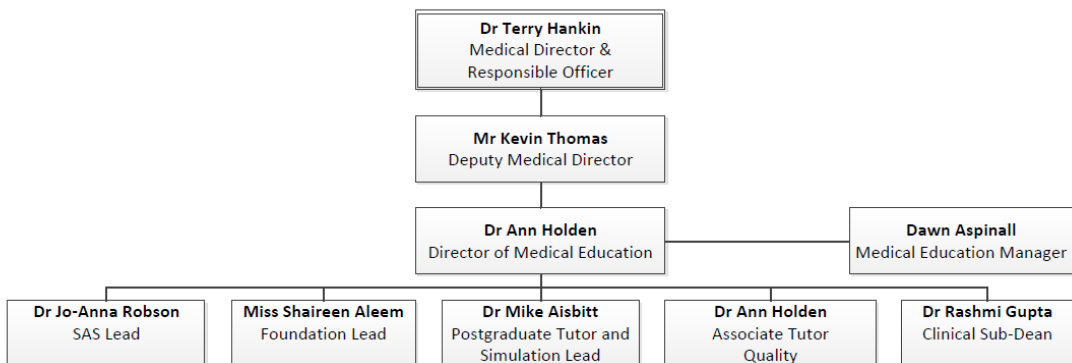 Dr Terry Hankin
Medical Director &
Responsible Officer
Mr Kevin Thomas
Deputy Medical Director
Dr Ann Holden
Director of Medical Education
Dawn Aspinall
Medical Education Manager
Dr Jo-Anna Robson
SAS Lead
Miss Shaireen Aleem
Foundation Lead
Dr Mike Aisbitt
Postgraduate Tutor and
Simulation Lead
Dr Ann Holden
Associate Tutor
Quality
Dr Rashmi Gupta
Clinical Sub-Dean